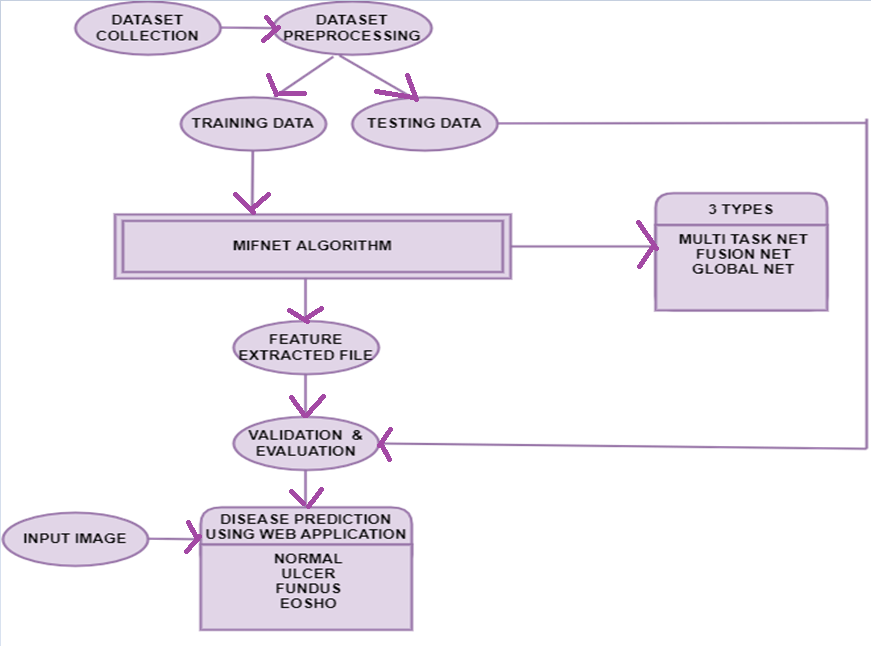 DATASET
COLLECTION
DATASET
PREPROCESSING
TRAINING DATA
TESTING DATA
MIFNET ALGORITHM
3 TYPES
MULTI TASK NET
FUSION NET
GLOBAL NET
FEATURE
EXTRACTED FILE
VALIDATION &
EVALUATION
INPUT IMAGE
DISEASE PREDICTION
USING WEB APPLICATION
NORMAL
ULCER
FUNDUS
EOSHO